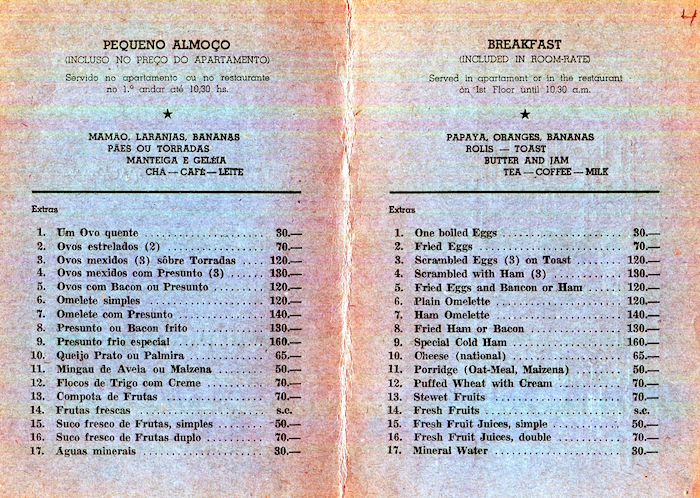 PEQUENO ALMOÇO
(INCLUSO NO PREÇO DO APARTAMENTO)
Servido no apartamento ou no restaurante
no 1.º andar até 10,30 hs.
★
MAMAO, LARANJAS, BANANAS
PÃES OU TORRADAS
MANTEIGA E GELÉIA
CHÁ — CAFÉ — LEITE
Extras
1. Um Ovo quente 30.—
2. Ovos estrelados (2) 70.—
3. Ovos mexidos (3) sôbre Torradas 120.—
4. Ovos mexidos com Presunto (3) 130.—
5. Ovos com Bacon ou Presunto 120.—
6. Omelete simples 120.—
7. Omelete com Presunto 140.—
8. Presunto ou Bacon frito 130.—
9. Presunto frio especial 160.—
10. Queijo Prato ou Palmira 65.—
11. Mingau de Aveia ou Maizena 50.—
12. Flocos de Trigo com Creme 70.—
13. Compota de Frutas 70.—
14. Frutas frescas s.c.
15. Suco fresco de Frutas, simples 50.—
16. Suco fresco de Frutas duplo 70.—
17. Aguas minerais 30.—
BREAKFAST
(INCLUDED IN ROOM-RATE)
Served in apartament or in the restaurant
on 1st Floor until 10.30 a.m.
★
PAPAYA, ORANGES, BANANAS
ROLIS — TOAST
BUTTER AND JAM
TEA — COFFEE — MILK
Extras
1. One boiled Eggs 30.—
2. Fried Eggs 70.—
3. Scrambled Eggs (3) on Toast 120.—
4. Scrambled with Ham (3) 130.—
5. Fried Eggs and Bancon or Ham 120.—
6. Plain Omelette 120.—
7. Ham Omelette 140.—
8. Fried Ham or Bacon 130.—
9. Special Cold Ham 160.—
10. Cheese (national) 65.—
11. Porridge (Oat-Meal, Maizena) 50.—
12. Puffed Wheat with Cream 70.—
13. Stewet Fruits 70.—
14. Fresh Fruits s.c.
15. Fresh Fruit Juices, simple 50.—
16. Fresh Fruit Juices, double 70.—
17. Mineral Water 30.—